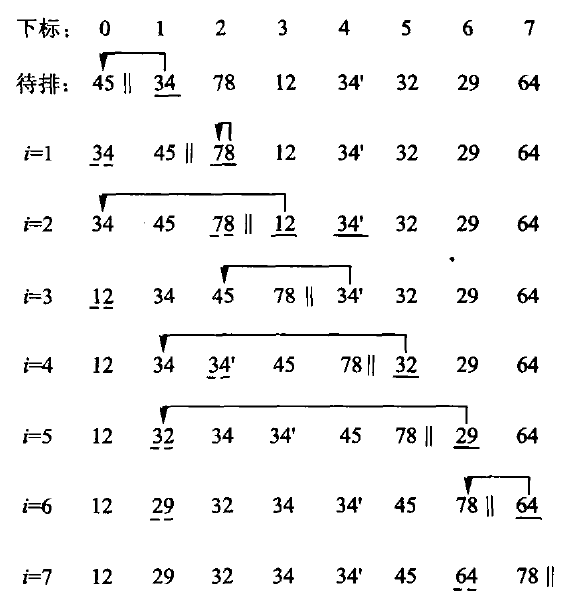 下标: 0 1 2 3 4 5 6 7
待排: 45 || 34 78 12 34' 32 29 64
i=1 34 45 || 78 12 34' 32 29 64
i=2 34 45 78 || 12 34' 32 29 64
i=3 12 34 45 78 || 34' 32 29 64
i=4 12 34 34' 45 78 || 32 29 64
i=5 12 32 34 34' 45 78 || 29 64
i=6 12 29 32 34 34' 45 78 || 64
i=7 12 29 32 34 34' 45 64 78 ||